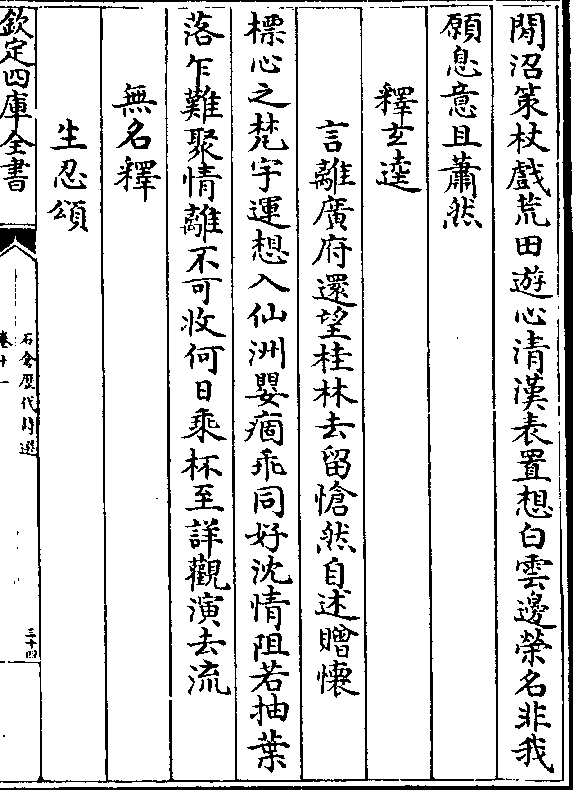 閒沼策杖戲荒田遊心清漢表置想白雲邊榮名非我
願息意且蕭然
釋玄逵
言離廣府還望桂林去留愴然自述贈懷
標心之梵宇運想入仙洲嬰痼乖同好沈情阻若抽葉
落乍難聚情離不可收何日乘杯至詳觀演去流
無名釋
生忍頌
欽定四庫全書
石倉歷代詩選
卷十一
三十四